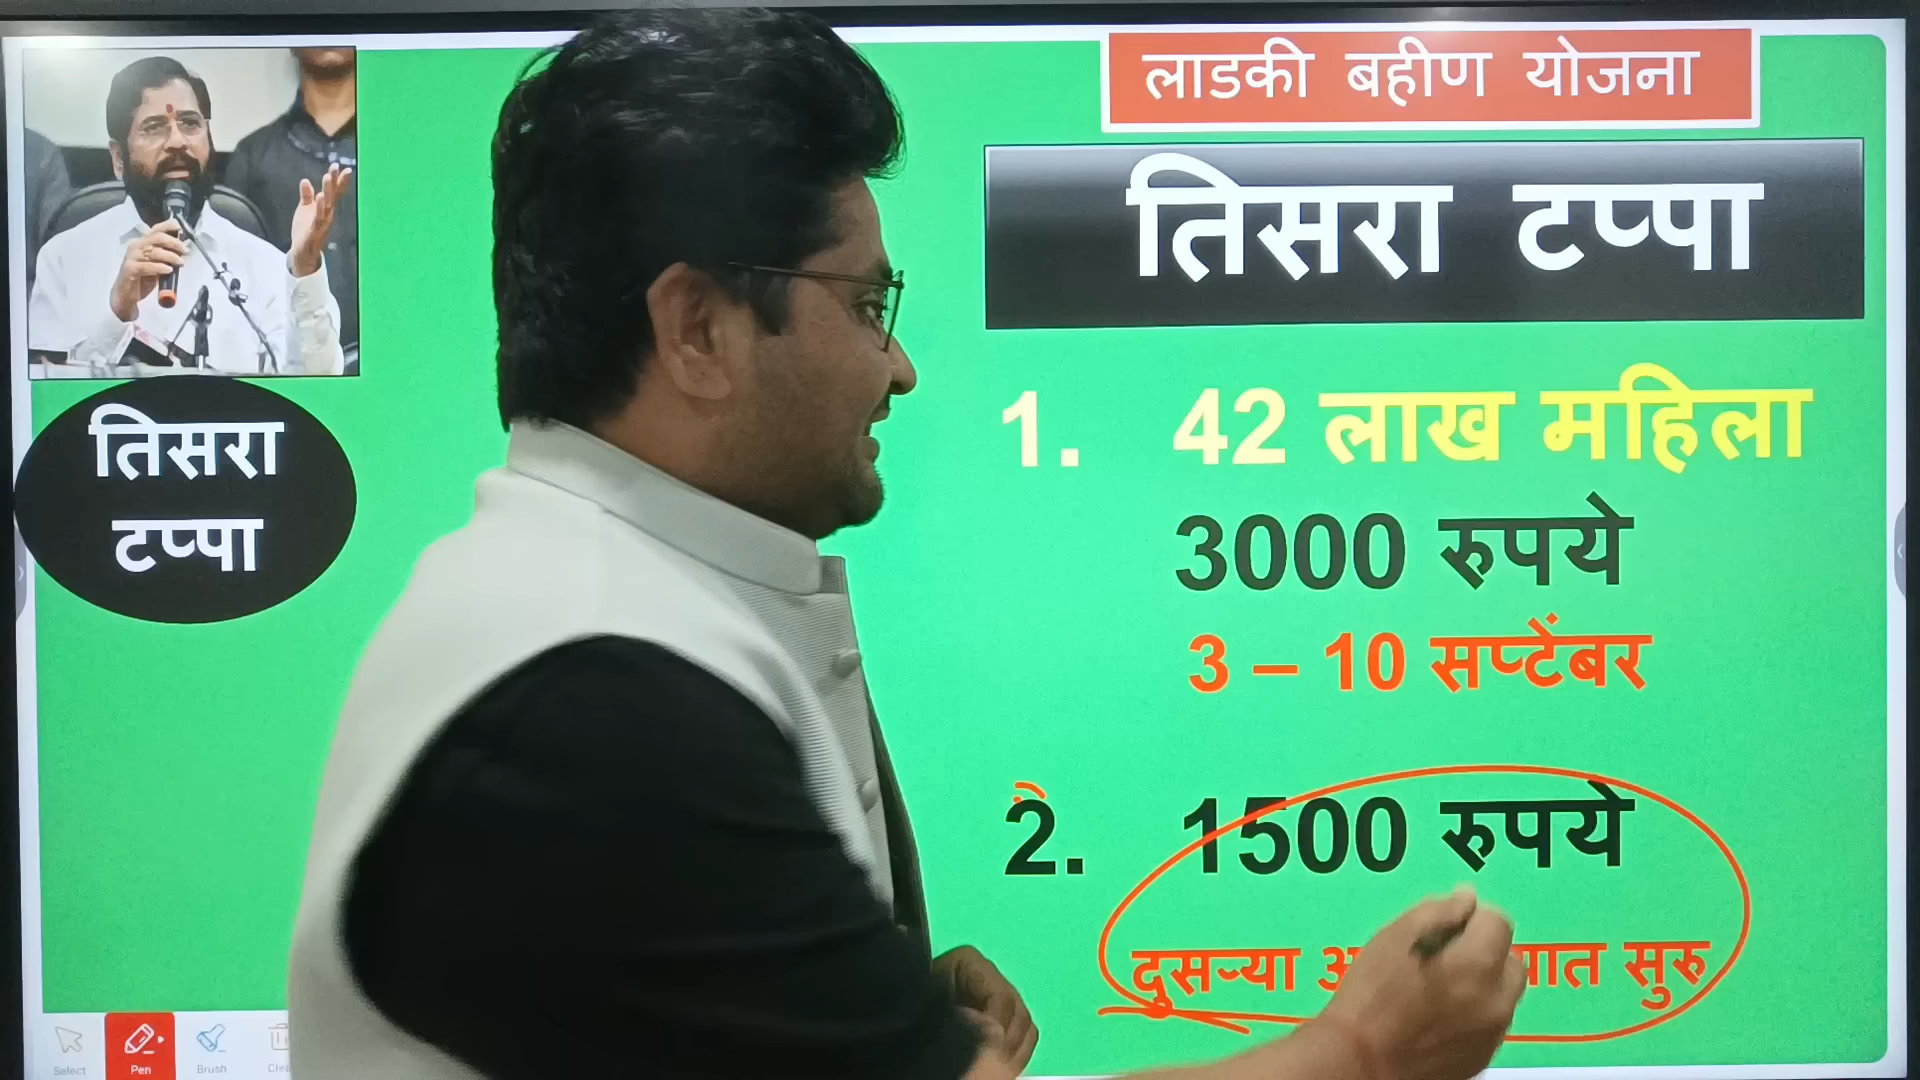 लाडकी बहीण योजना
तिसरा टप्पा
तिसरा
टप्पा
1. 42 लाख महिला
3000 रुपये
3 – 10 सप्टेंबर
2. 1500 रुपये
दुसऱ्या सुरु
Select Pen Brush